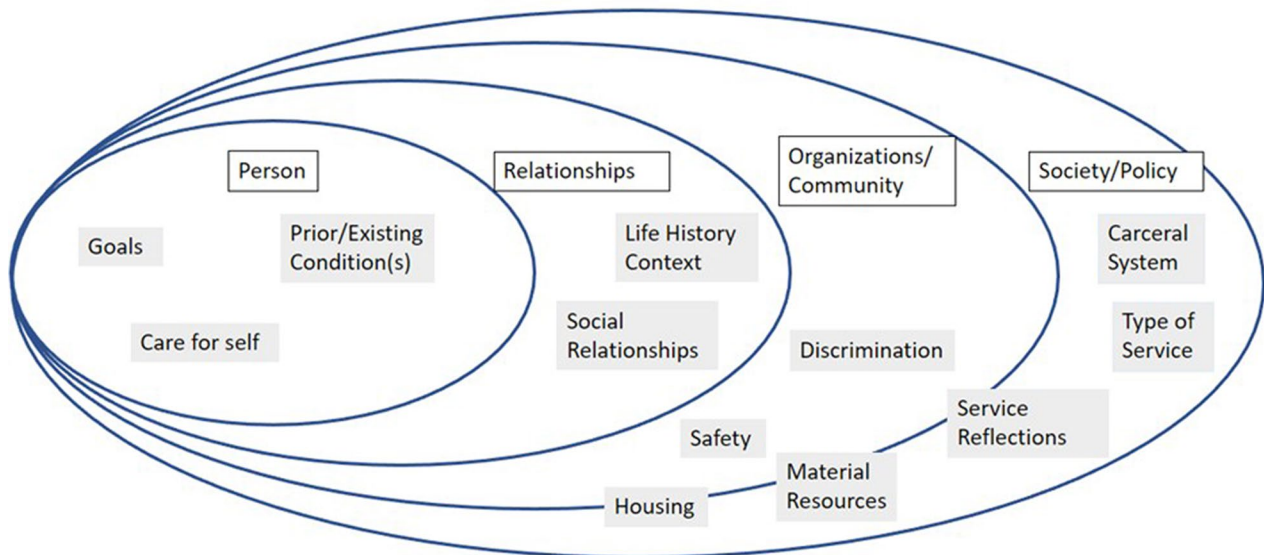 Person
Relationships
Organizations/
Community
Society/Policy
Goals
Prior/Existing
Condition(s)
Life History
Context
Carceral
System
Care for self
Social
Relationships
Discrimination
Type of
Service
Safety
Service
Reflections
Housing
Material
Resources